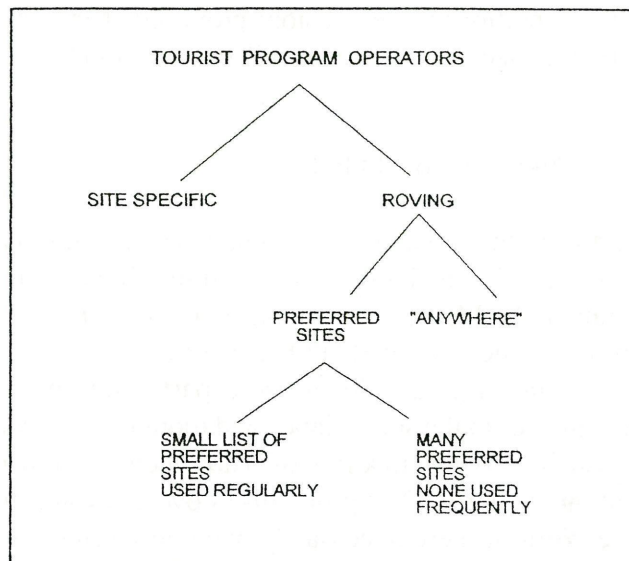 TOURIST PROGRAM OPERATORS
SITE SPECIFIC
ROVING
PREFERRED
SITES
"ANYWHERE"
SMALL LIST OF
PREFERRED
SITES
USED REGULARLY
MANY
PREFERRED
SITES
NONE USED
FREQUENTLY